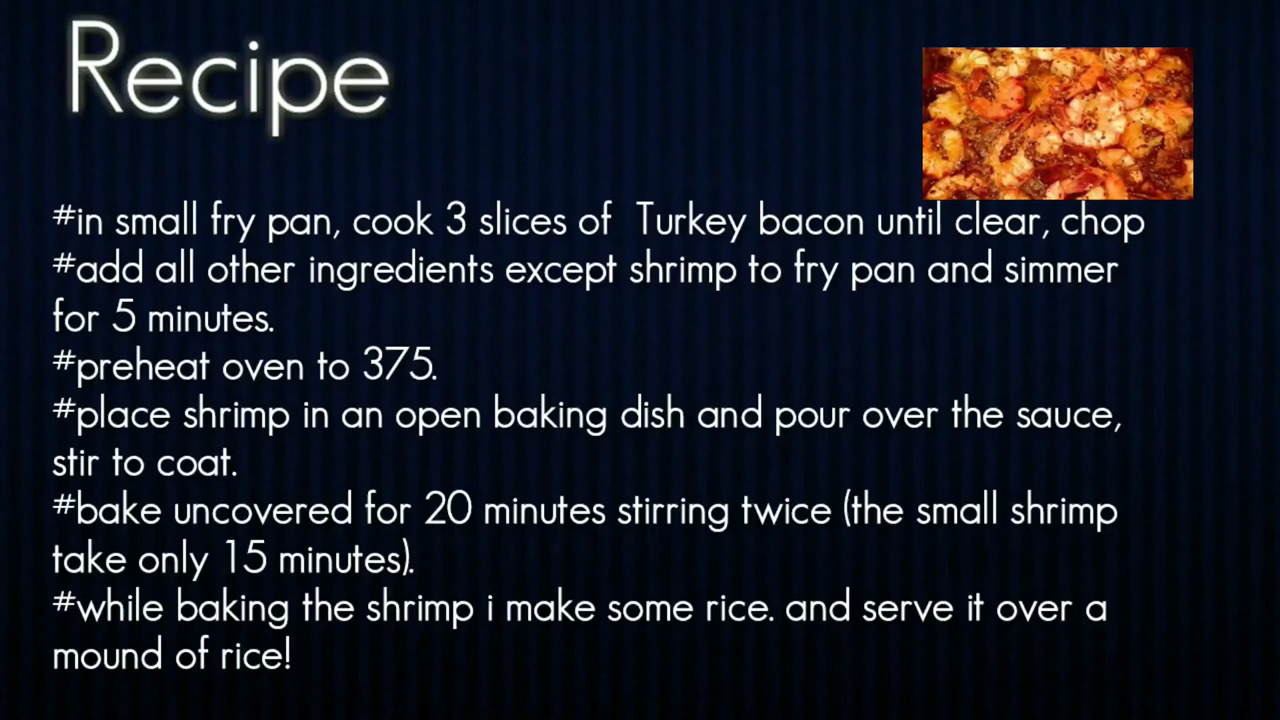 Recipe
#in small fry pan, cook 3 slices of  Turkey bacon until clear, chop
#add all other ingredients except shrimp to fry pan and simmer
for 5 minutes.
#preheat oven to 375.
#place shrimp in an open baking dish and pour over the sauce,
stir to coat.
#bake uncovered for 20 minutes stirring twice (the small shrimp
take only 15 minutes).
#while baking the shrimp i make some rice. and serve it over a
mound of rice!